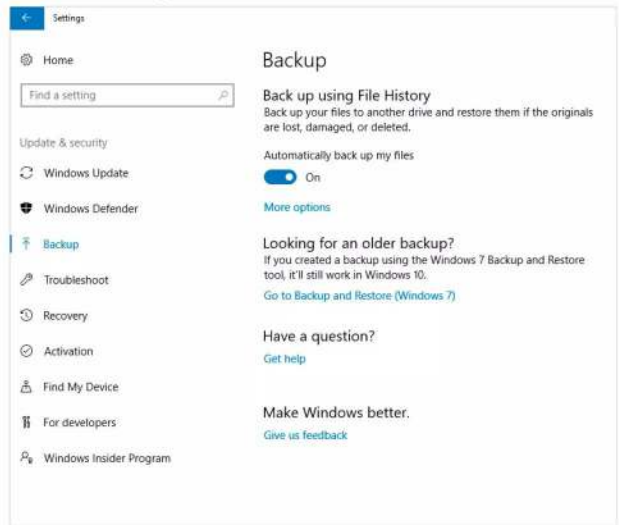 Settings
Home
Find a setting
Update & security
Windows Update
Windows Defender
Backup
Troubleshoot
Recovery
Activation
Find My Device
For developers
Windows Insider Program
Backup
Back up using File History
Back up your files to another drive and restore them if the originals
are lost, damaged, or deleted.
Automatically back up my files
On
More options
Looking for an older backup?
If you created a backup using the Windows 7 Backup and Restore
tool, it'll still work in Windows 10.
Go to Backup and Restore (Windows 7)
Have a question?
Get help
Make Windows better.
Give us feedback